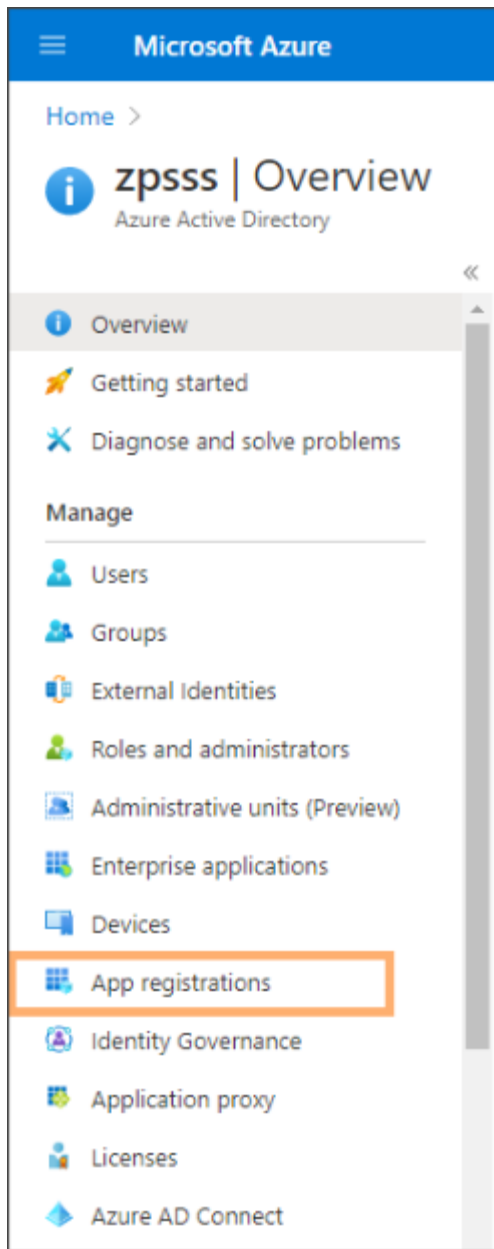 Microsoft Azure
Home >
zpsss | Overview
Azure Active Directory
Overview
Getting started
Diagnose and solve problems
Manage
Users
Groups
External Identities
Roles and administrators
Administrative units (Preview)
Enterprise applications
Devices
App registrations
Identity Governance
Application proxy
Licenses
Azure AD Connect